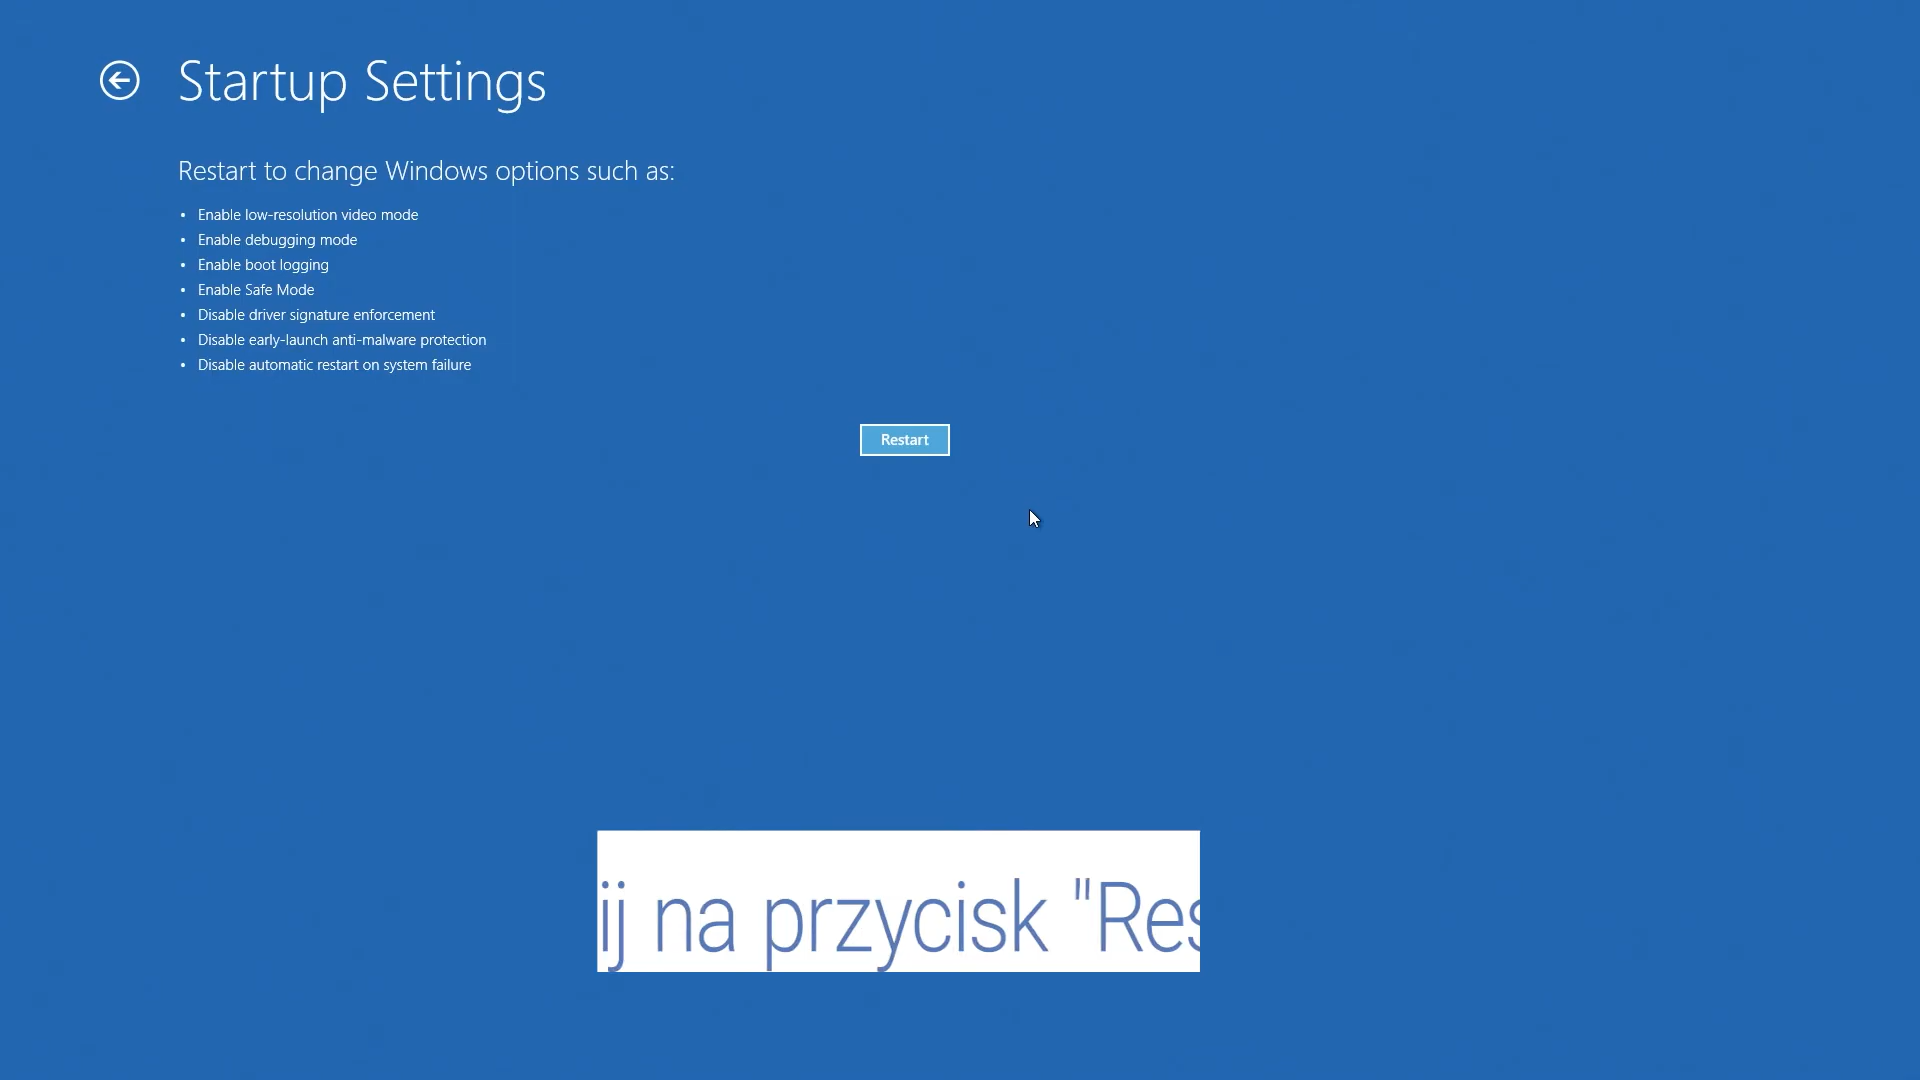 Startup Settings
Restart to change Windows options such as:
• Enable low-resolution video mode
• Enable debugging mode
• Enable boot logging
• Enable Safe Mode
• Disable driver signature enforcement
• Disable early-launch anti-malware protection
• Disable automatic restart on system failure
Restart
ij na przycisk "Res